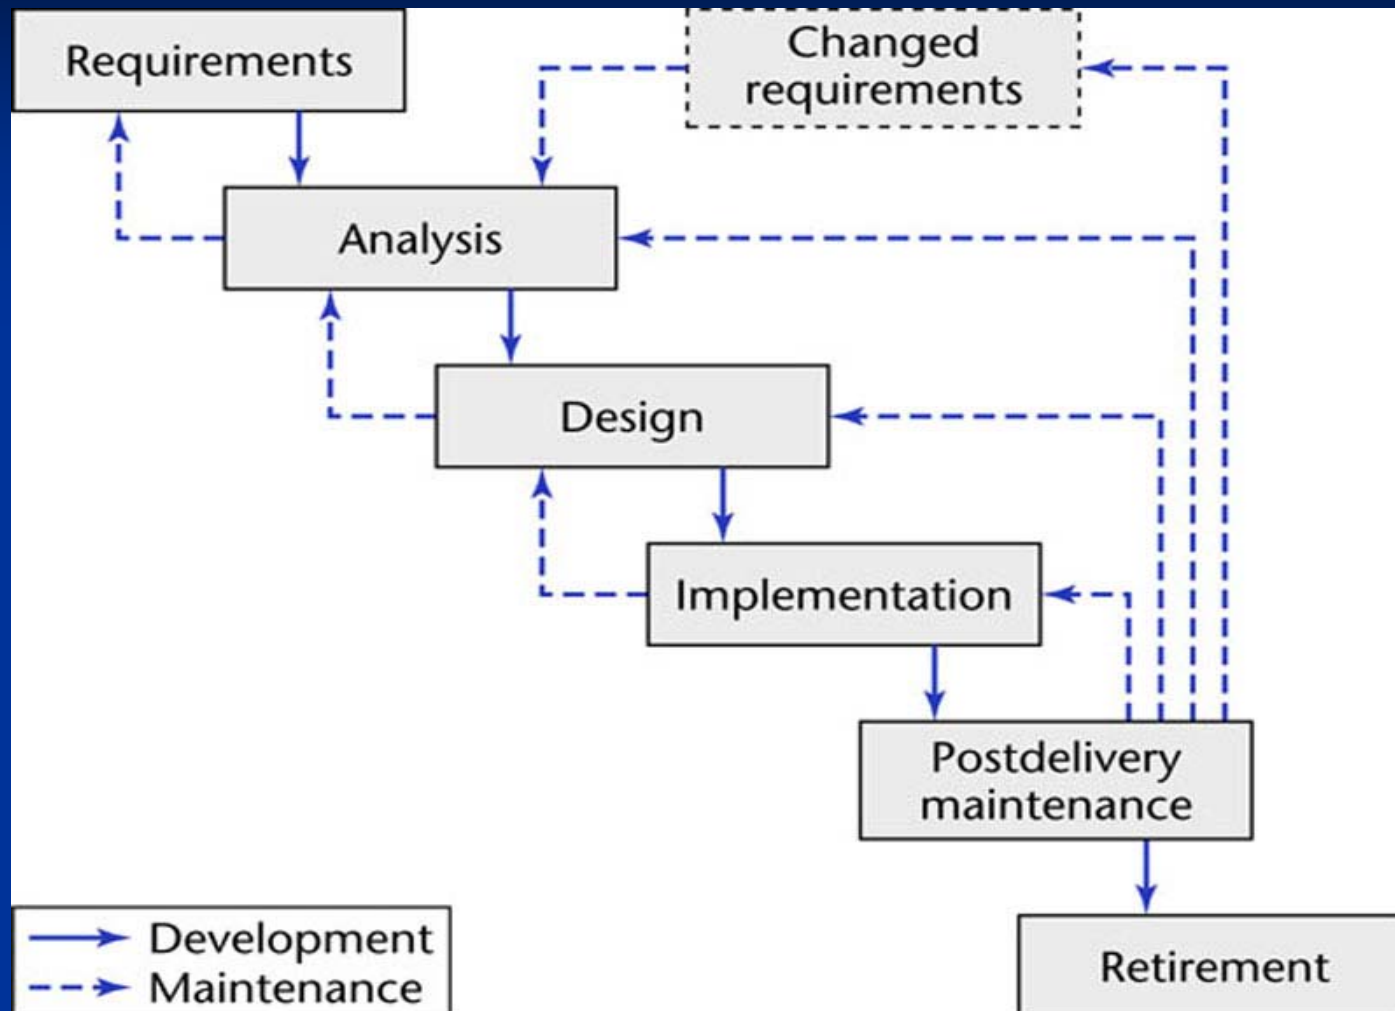 Requirements
Changed
requirements
Analysis
Design
Implementation
Postdelivery
maintenance
Retirement
Development
Maintenance